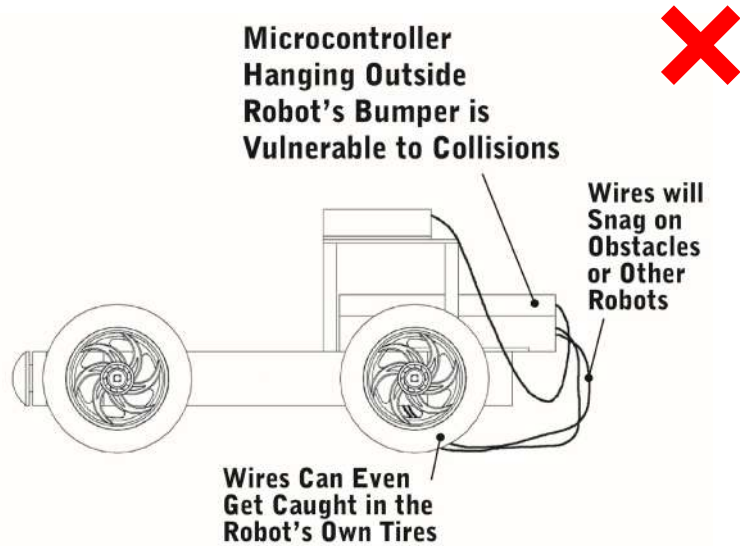 Microcontroller
Hanging Outside
Robot's Bumper is
Vulnerable to Collisions
Wires will
Snag on
Obstacles
or Other
Robots
Wires Can Even
Get Caught in the
Robot's Own Tires